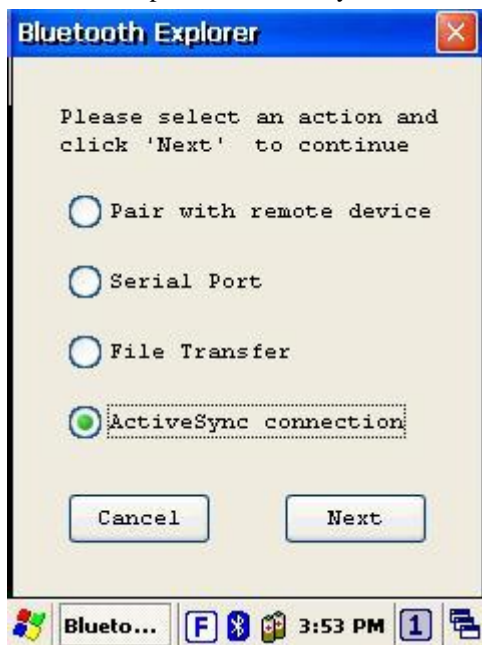 Bluetooth Explorer
Please select an action and
click 'Next' to continue
Pair with remote device
Serial Port
File Transfer
ActiveSync connection
Cancel Next
Blueto... F 3:53 PM 1